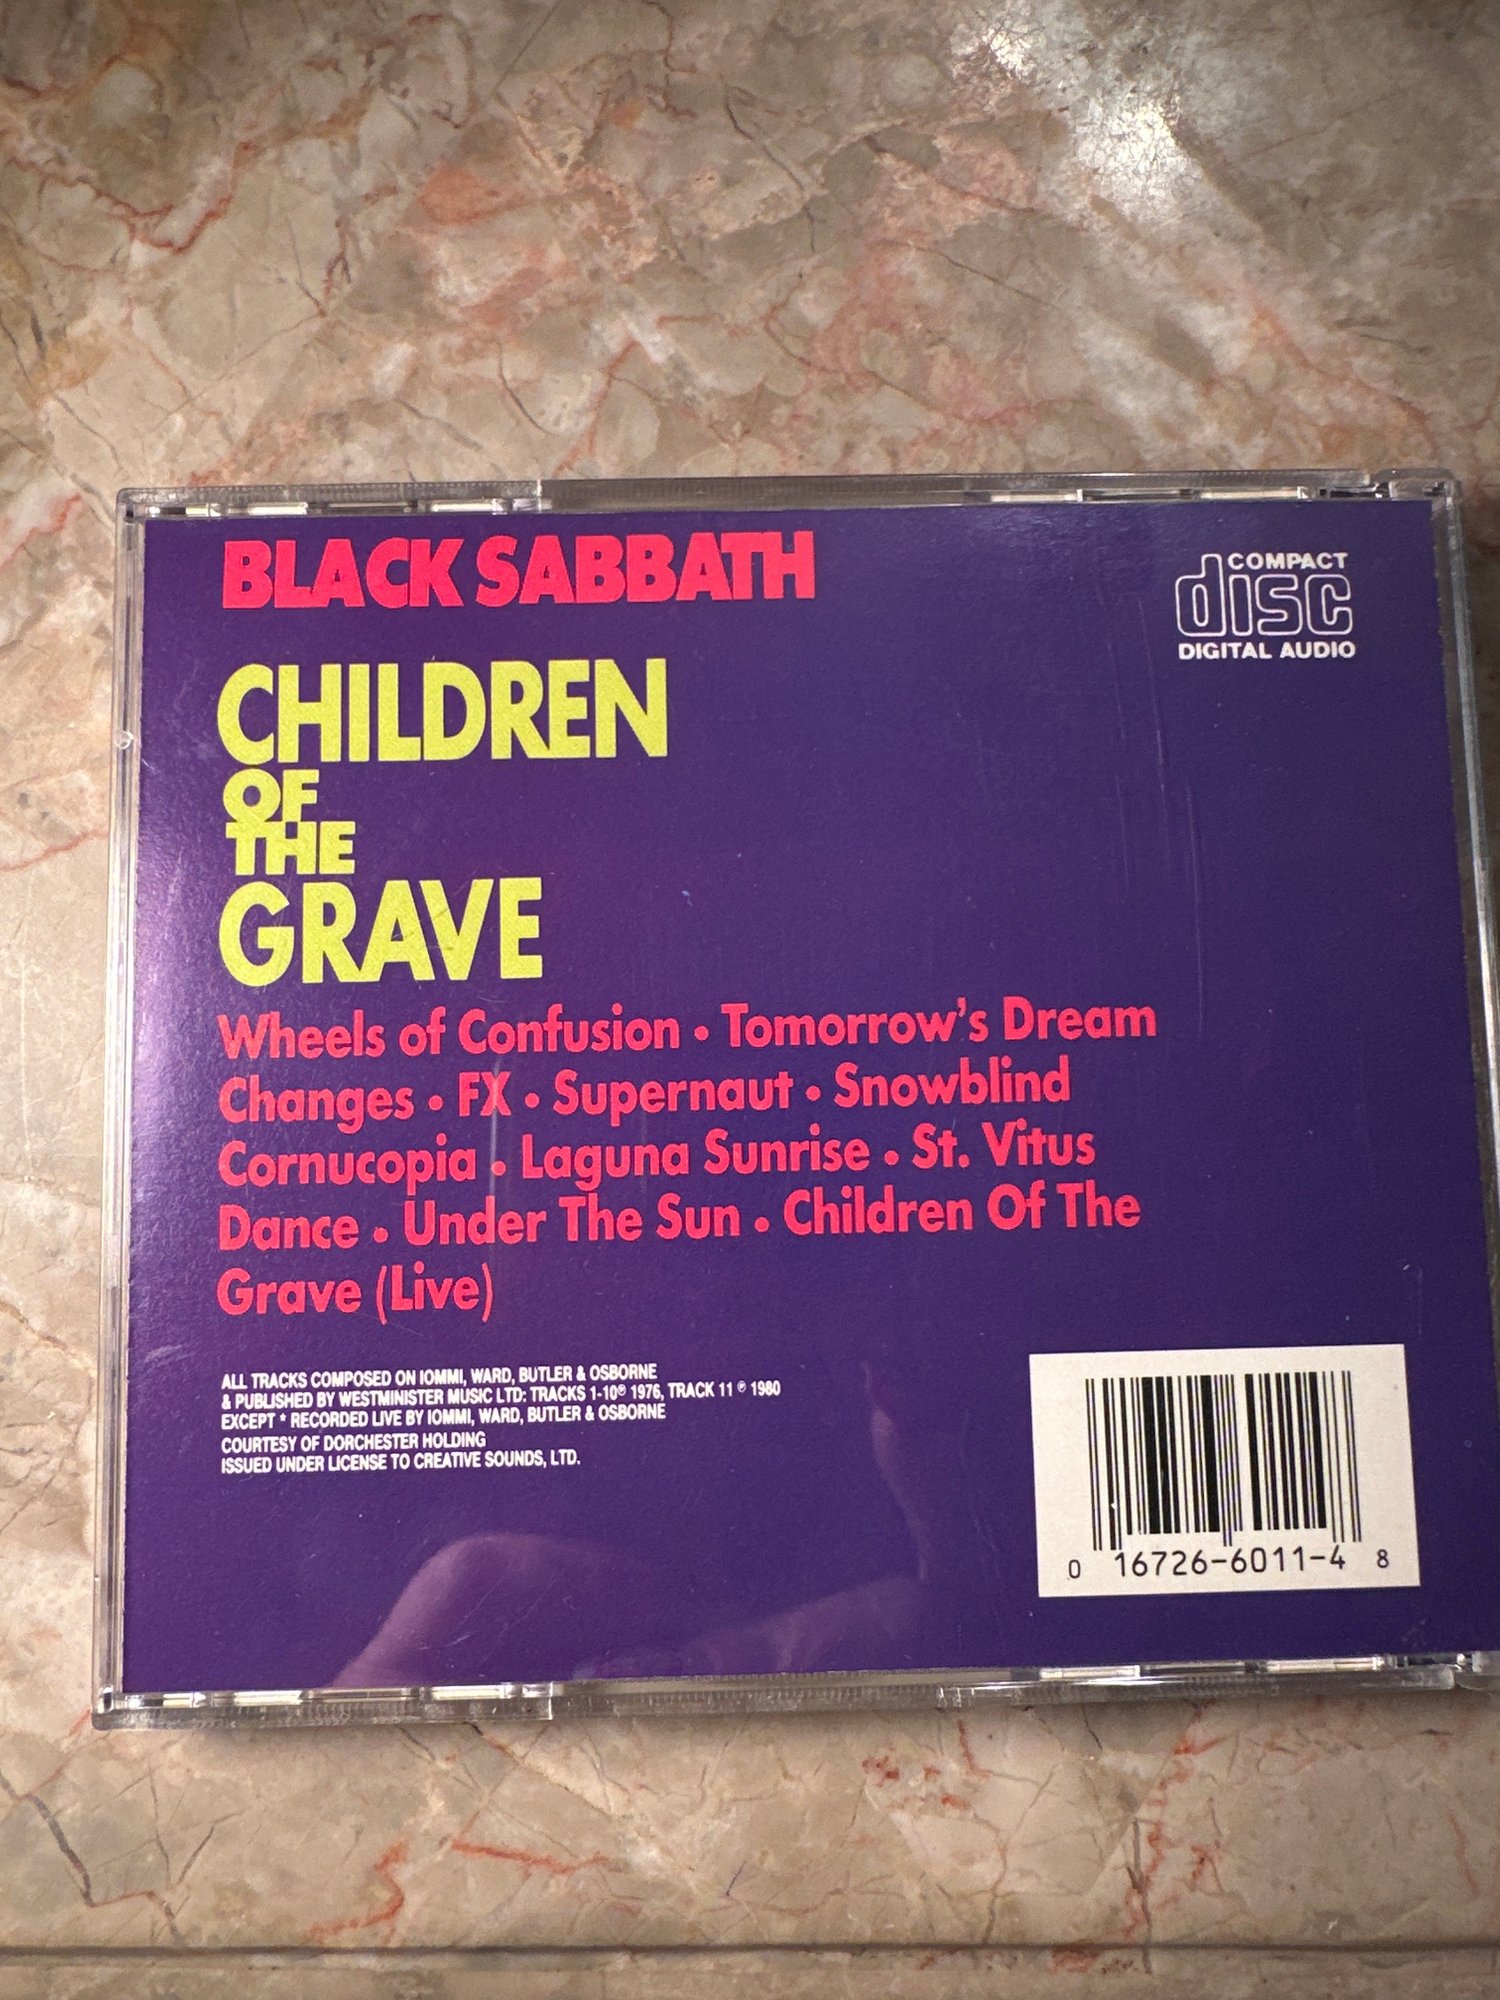 BLACK SABBATH
COMPACT
disc
DIGITAL AUDIO
CHILDREN
OF
THE
GRAVE
Wheels of Confusion • Tomorrow's Dream
Changes • FX • Supernaut • Snowblind
Cornucopia • Laguna Sunrise • St. Vitus
Dance • Under The Sun • Children Of The
Grave (Live)
ALL TRACKS COMPOSED ON IOMMI, WARD, BUTLER & OSBORNE
& PUBLISHED BY WESTMINISTER MUSIC LTD: TRACKS 1-10℗ 1976, TRACK 11 ℗ 1980
EXCEPT * RECORDED LIVE BY IOMMI, WARD, BUTLER & OSBORNE
COURTESY OF DORCHESTER HOLDING
ISSUED UNDER LICENSE TO CREATIVE SOUNDS, LTD.
0 16726-6011-4 8